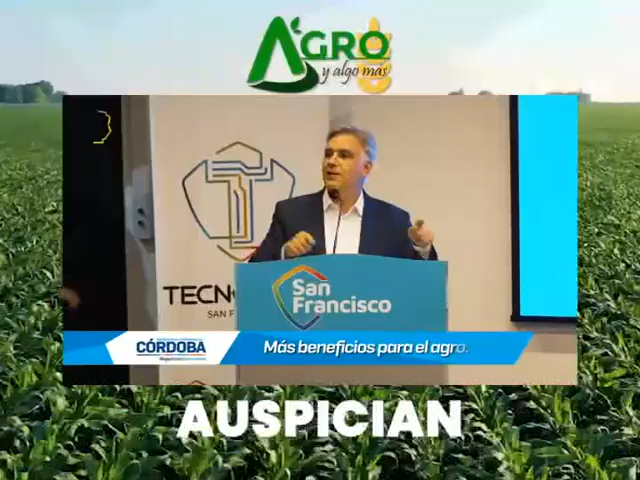 AGRO
y algo más
TECNO
SAN F
San
Francisco
CÓRDOBA
Más beneficios para el agro.
AUSPICIAN